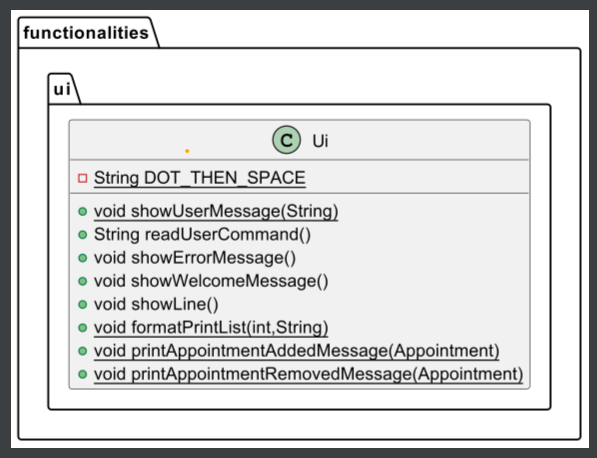 functionalities
ui
C Ui
String DOT_THEN_SPACE
void showUserMessage(String)
String readUserCommand()
void showErrorMessage()
void showWelcomeMessage()
void showLine()
void formatPrintList(int,String)
void printAppointmentAddedMessage(Appointment)
void printAppointmentRemovedMessage(Appointment)